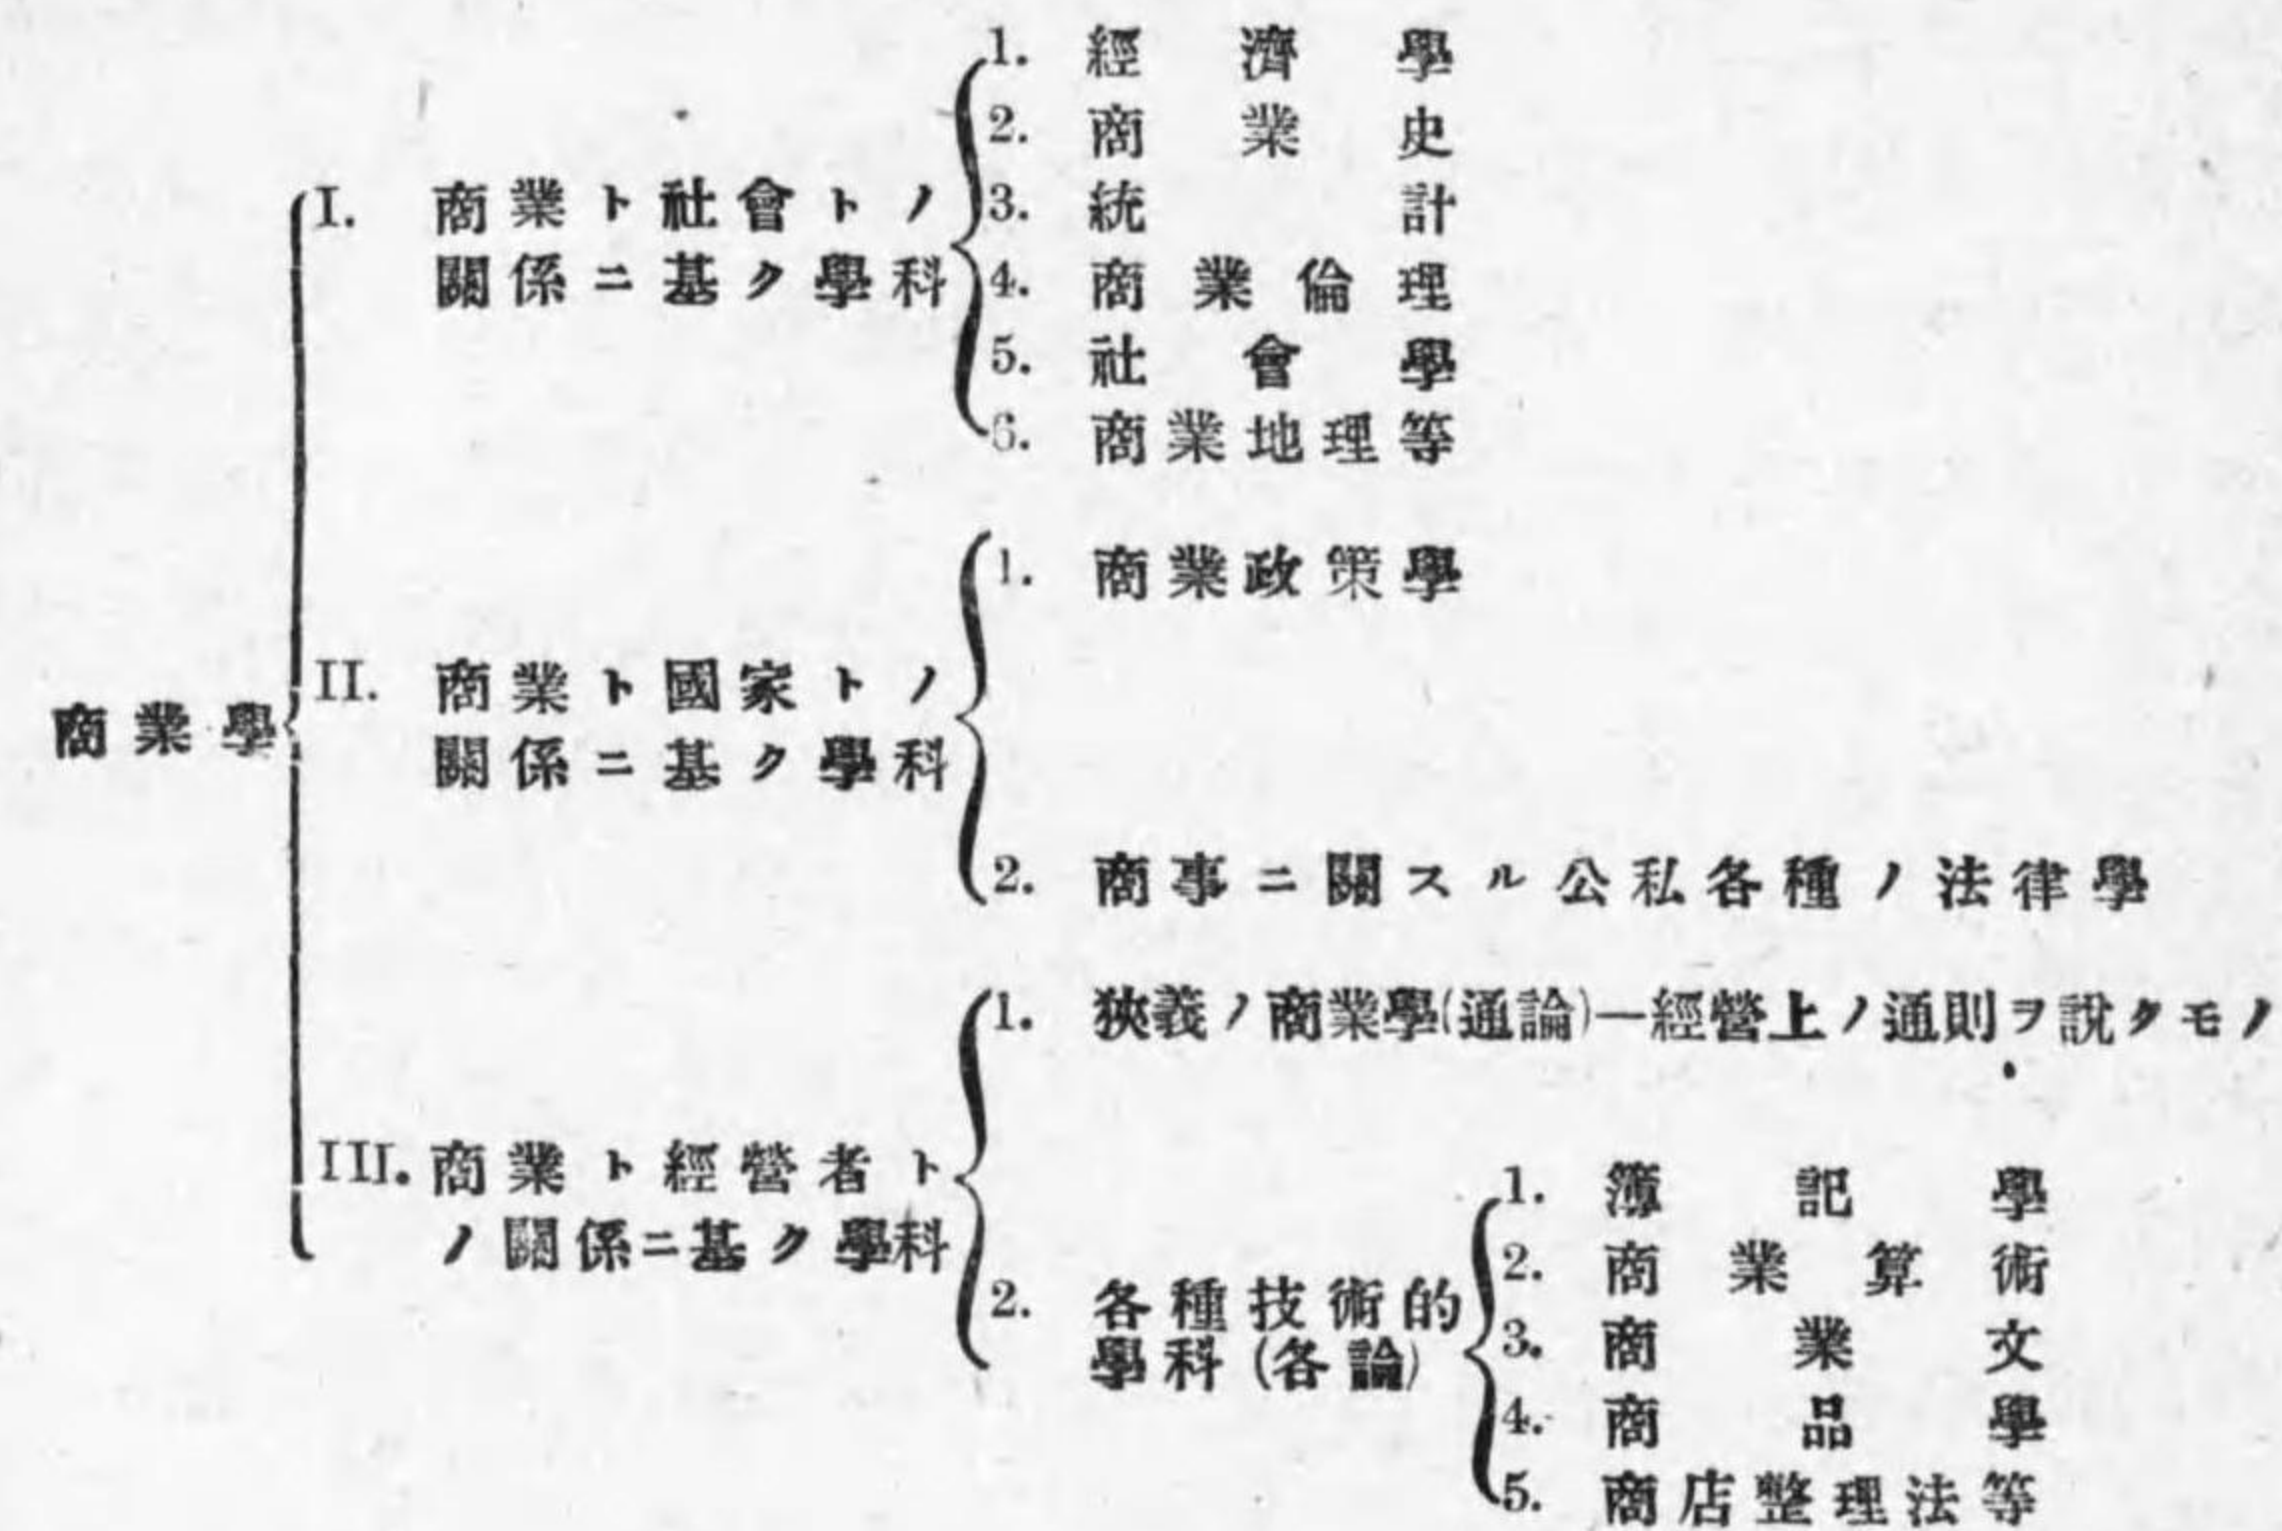 商業學
I. 商業ト社會トノ
關係ニ基ク學科
1. 經濟學
2. 商業史
3. 統計
4. 商業倫理
5. 社會學
6. 商業地理等
II. 商業ト國家トノ
關係ニ基ク學科
1. 商業政策學
2. 商事ニ關スル公私各種ノ法律學
III. 商業ト經營者ト
ノ關係ニ基ク學科
1. 狹義ノ商業學(通論)—經營上ノ通則ヲ説クモノ
2. 各種技術的
學科(各論)
1. 簿記學
2. 商業算術
3. 商業文
4. 商品學
5. 商店整理法等